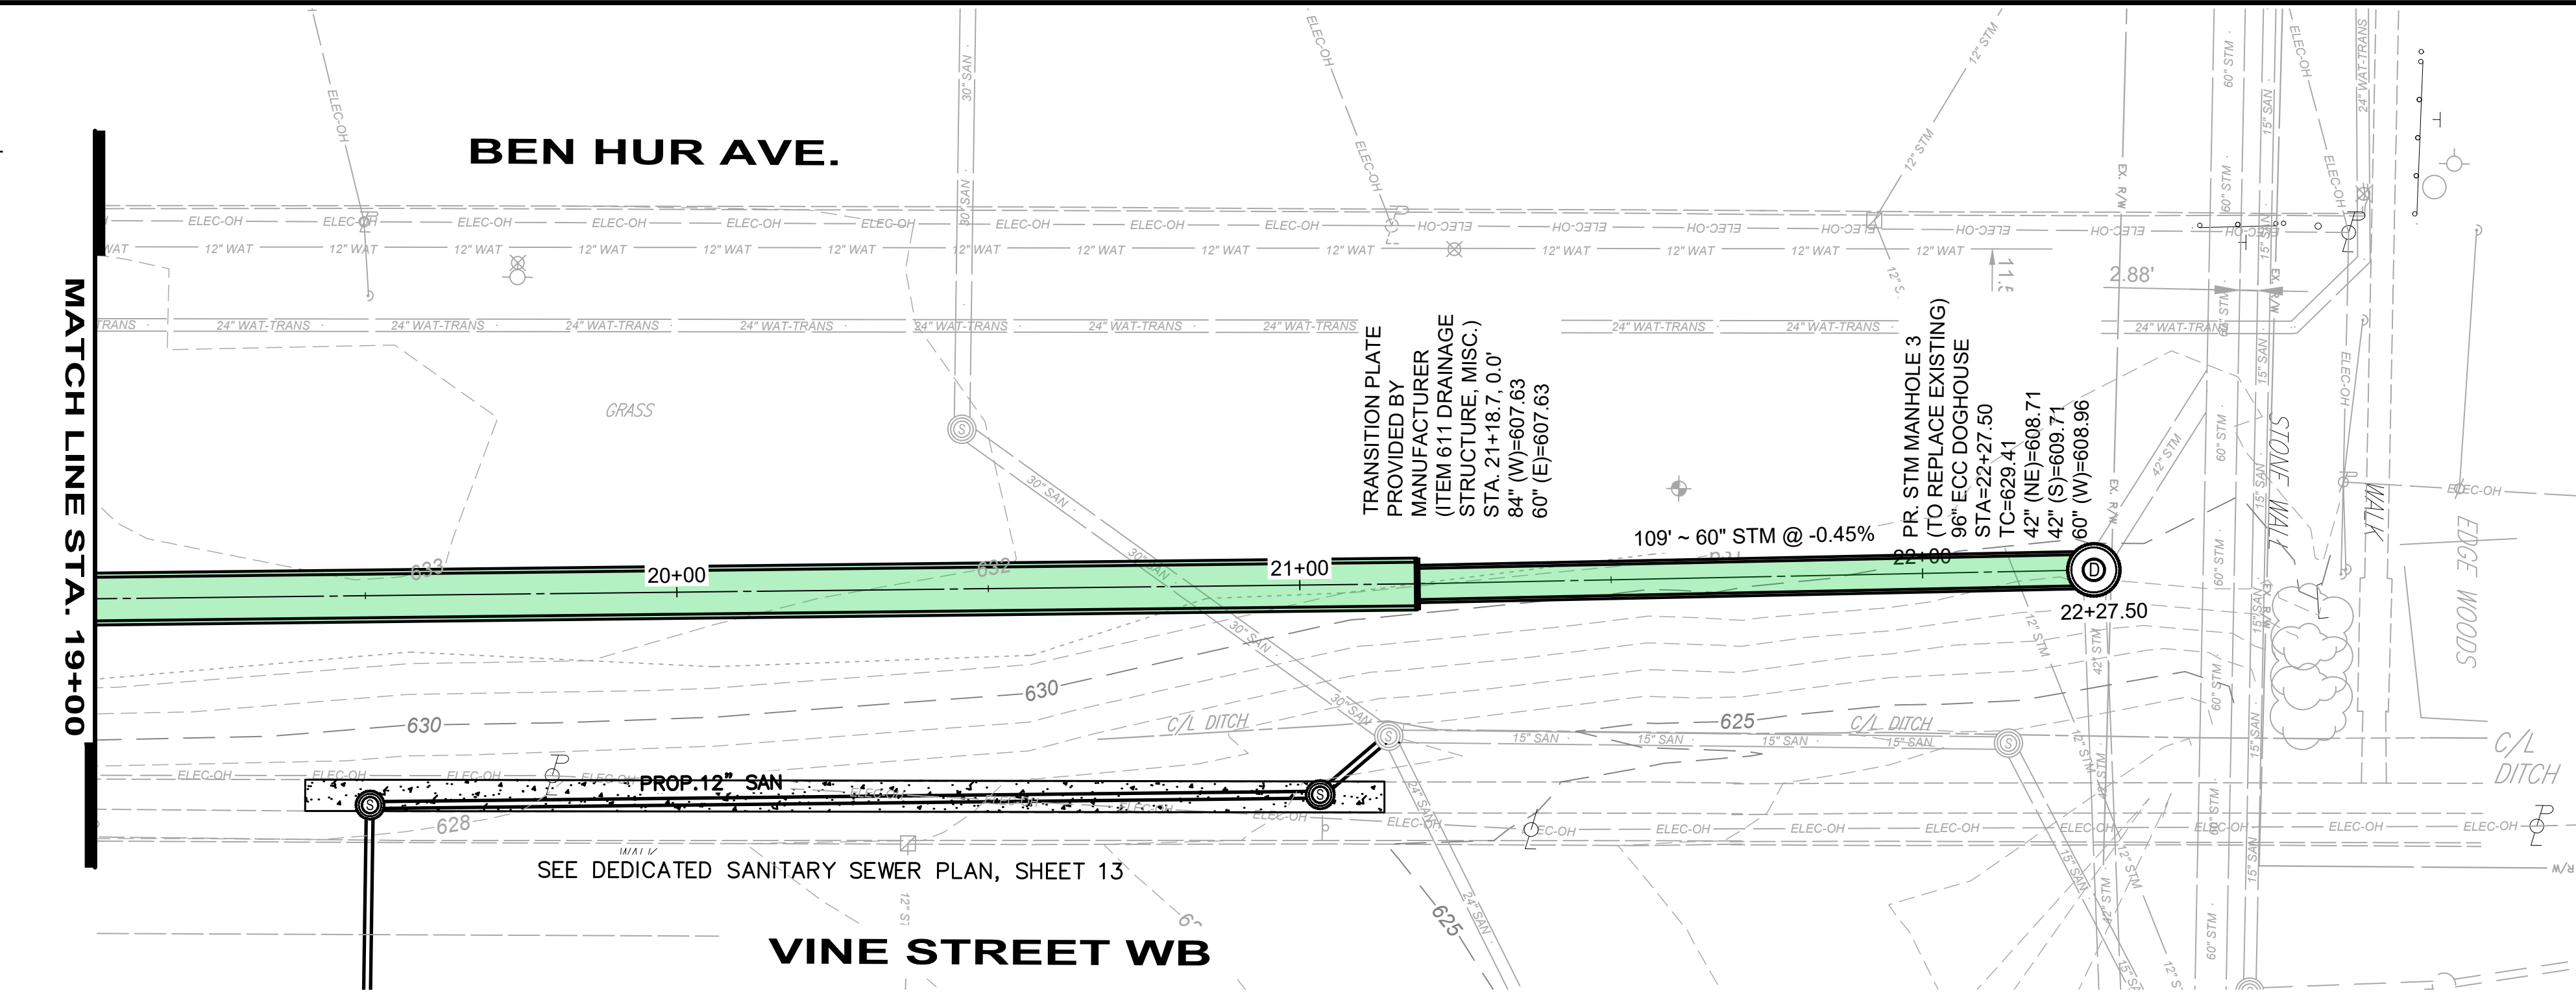 BEN HUR AVE.
MATCH LINE STA. 19+00
ELEC-OH
12" WAT
24" WAT-TRANS
30" SAN
12" STM
60" STM
15" SAN
EX. R/W
2.88'
GRASS
TRANSITION PLATE
PROVIDED BY
MANUFACTURER
(ITEM 611 DRAINAGE
STRUCTURE, MISC.)
STA. 21+18.7, 0.0'
84" (W)=607.63
60" (E)=607.63
PR. STM MANHOLE 3
(TO REPLACE EXISTING)
96" ECC DOGHOUSE
STA=22+27.50
TC=629.41
42" (NE)=608.71
42" (S)=609.71
60" (W)=608.96
109' ~ 60" STM @ -0.45%
20+00
21+00
22+00
D
22+27.50
42" STM
STONE WALL
WALK
EDGE WOODS
633
632
631
630
630
625
C/L DITCH
C/L DITCH
C/L
DITCH
S
15" SAN
PROP.12" SAN
628
24" SAN
625
WALK
SEE DEDICATED SANITARY SEWER PLAN, SHEET 13
VINE STREET WB
R/W